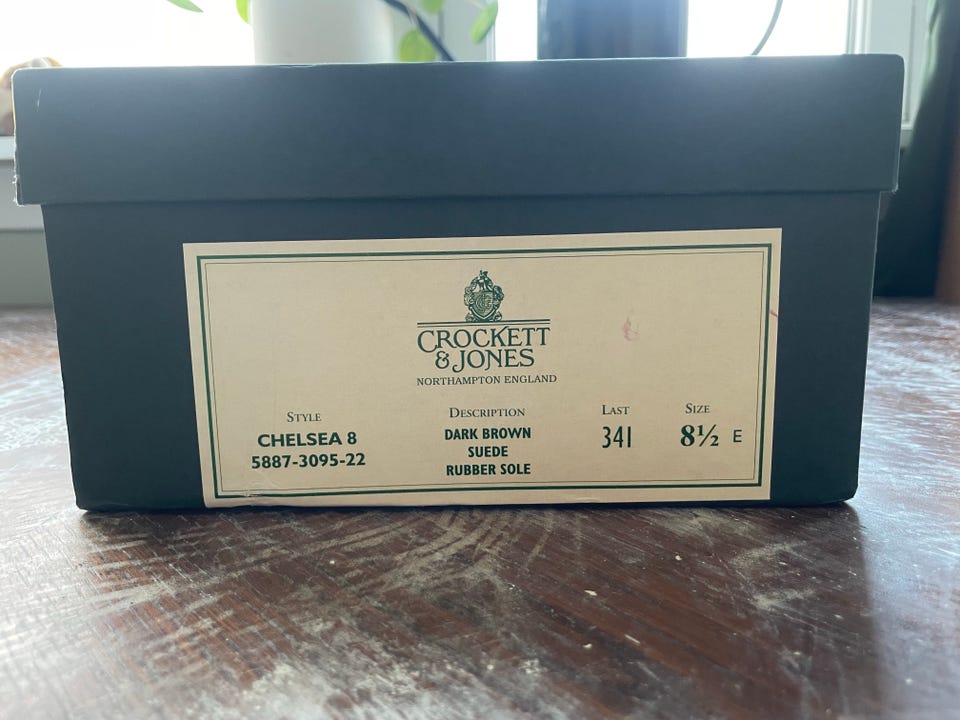 CROCKETT
& JONES
NORTHAMPTON ENGLAND
STYLE
CHELSEA 8
5887-3095-22
DESCRIPTION
DARK BROWN
SUEDE
RUBBER SOLE
LAST
341
SIZE
8½ E